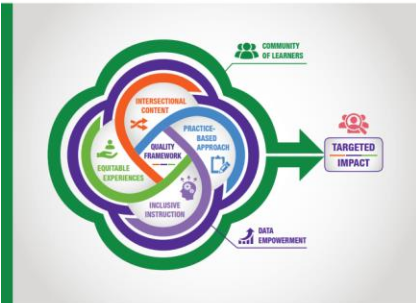 COMMUNITY
OF LEARNERS
INTERSECTIONAL
CONTENT
PRACTICE-
BASED
APPROACH
QUALITY
FRAMEWORK
EQUITABLE
EXPERIENCES
INCLUSIVE
INSTRUCTION
TARGETED
IMPACT
DATA
EMPOWERMENT